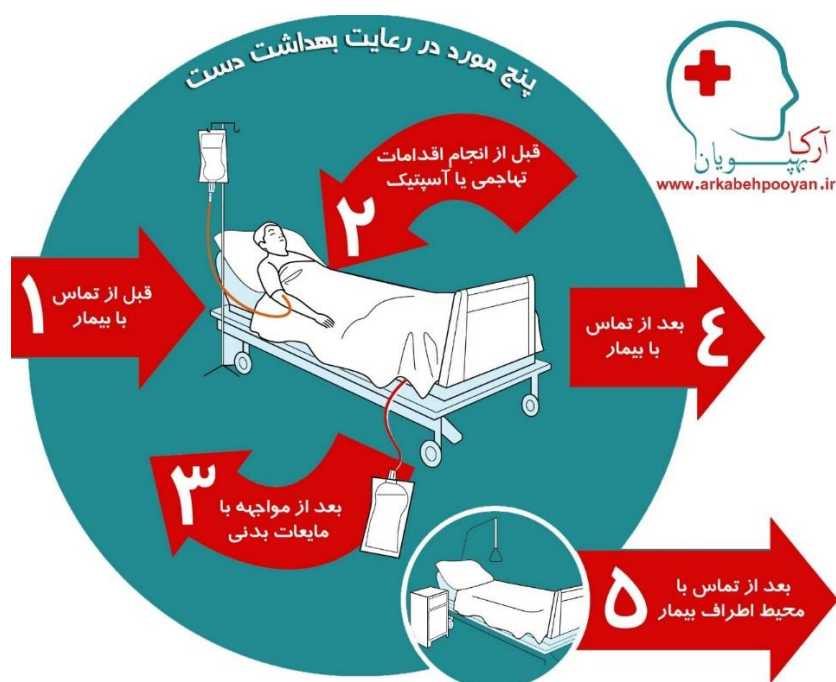 پنج مورد در رعایت بهداشت دست
آرکا
بهپویان
www.arkabehpooyan.ir
۱
قبل از تماس
با بیمار
۲
قبل از انجام اقدامات
تهاجمی یا آسپتیک
۳
بعد از مواجهه با
مایعات بدنی
٤
بعد از تماس
با بیمار
۵
بعد از تماس با
محیط اطراف بیمار